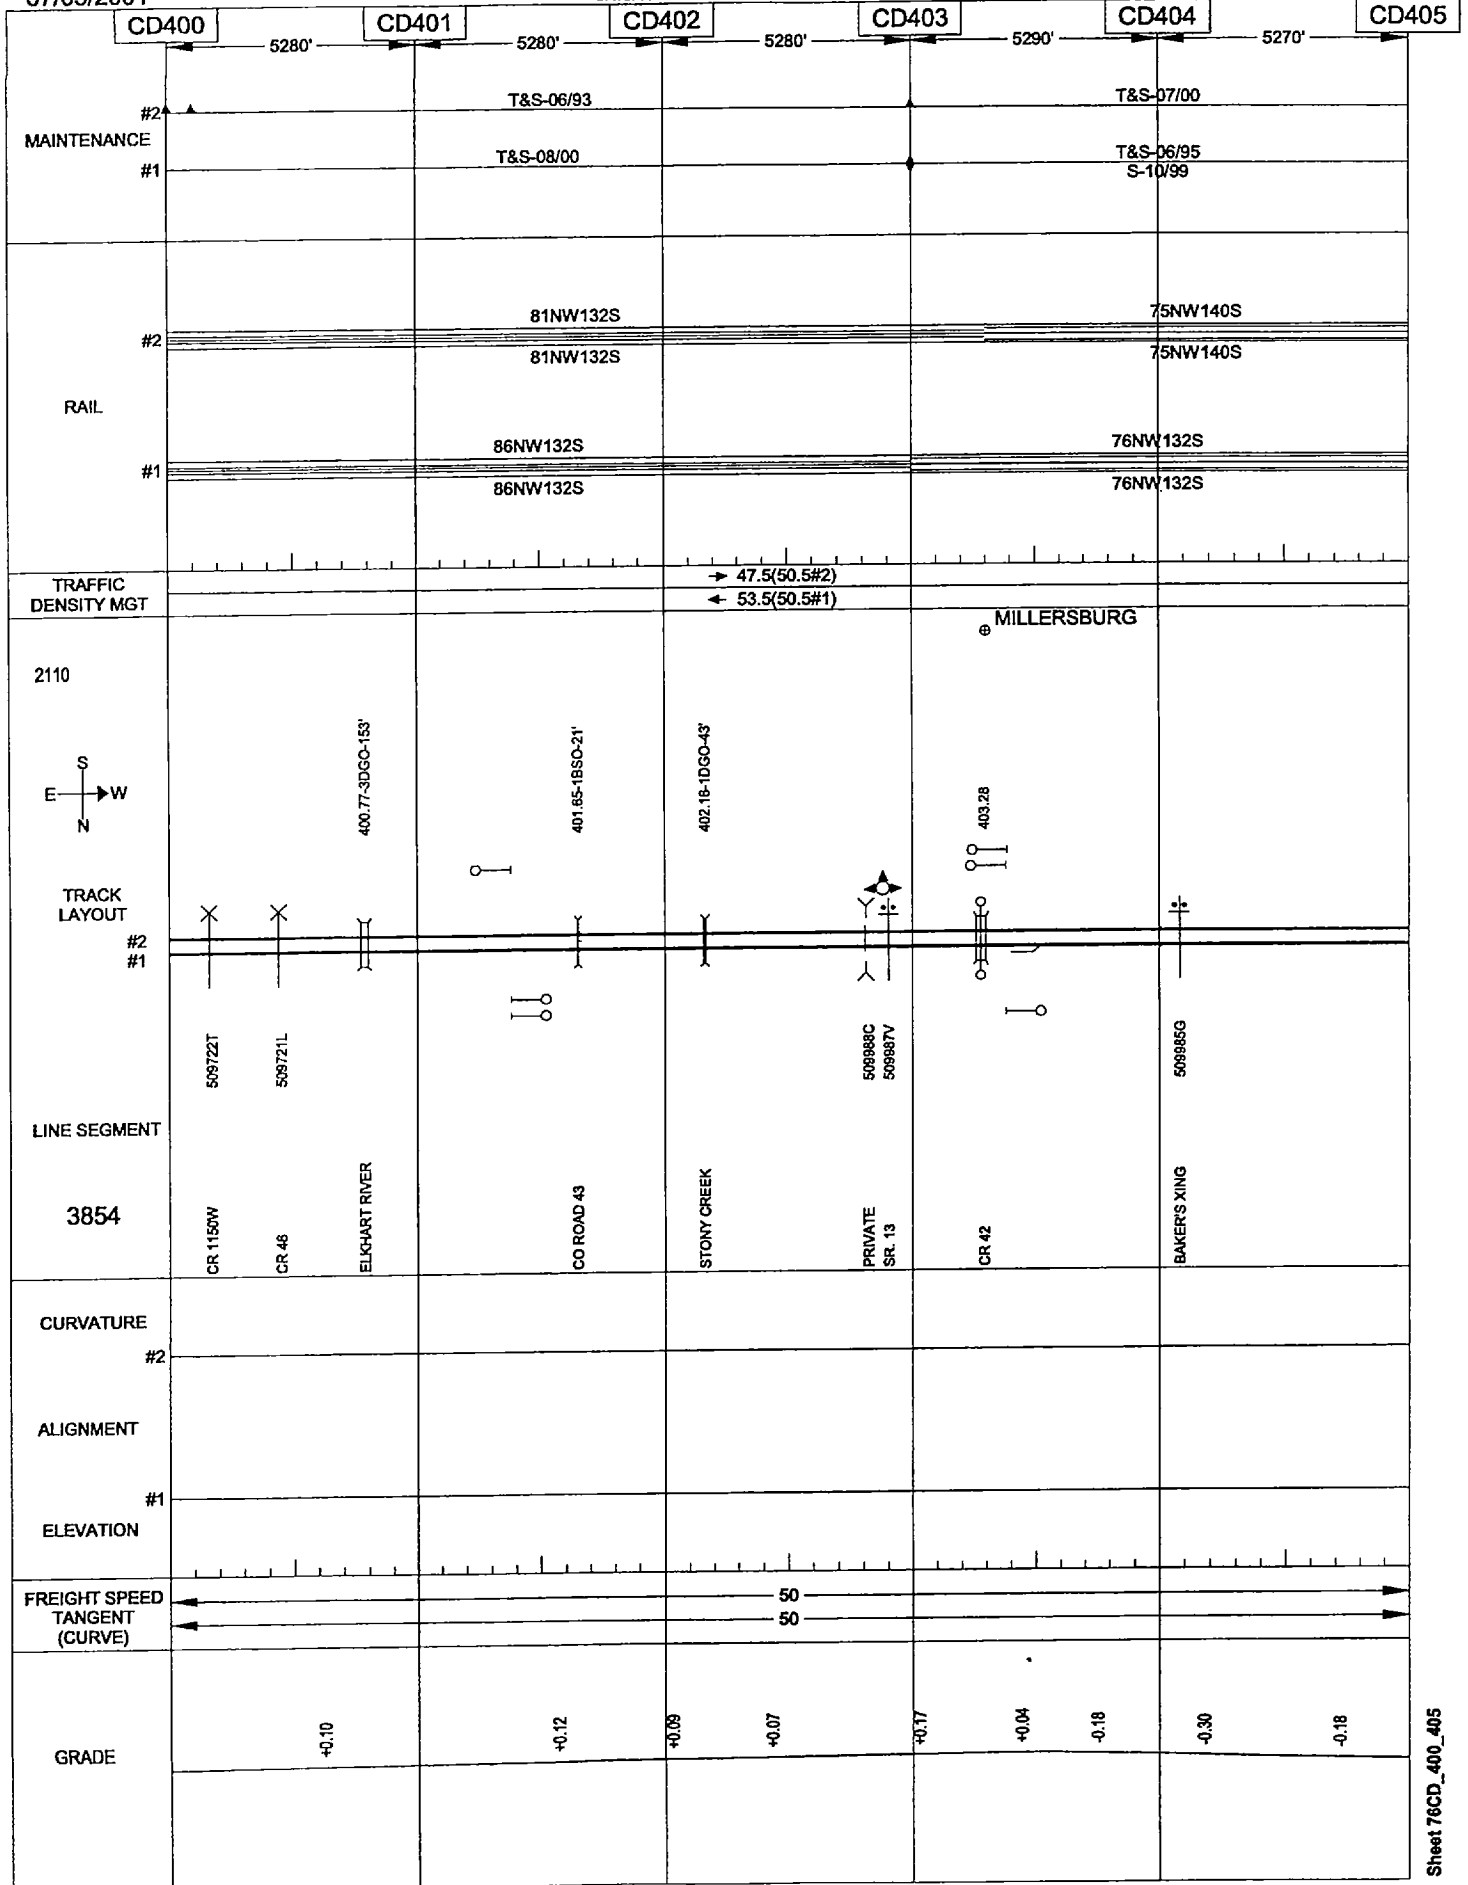 CD400 CD401 CD402 CD403 CD404 CD405
5280' 5280' 5280' 5290' 5270'
MAINTENANCE
#2 T&S-06/93 T&S-07/00
#1 T&S-08/00 T&S-06/95
S-10/99
RAIL
81NW132S 75NW140S
#2
81NW132S 75NW140S
86NW132S 76NW132S
#1
86NW132S 76NW132S
TRAFFIC
DENSITY MGT
47.5(50.5#2)
53.5(50.5#1)
MILLERSBURG
2110
S
E W
N
400.77-3DGO-153'
401.65-1BSO-21'
402.16-1DGO-43'
403.28
TRACK
LAYOUT
#2
#1
509722T
509721L
509988C
509987V
509985G
LINE SEGMENT
3854
CR 1150W
CR 48
ELKHART RIVER
CO ROAD 43
STONY CREEK
PRIVATE
SR. 13
CR 42
BAKER'S XING
CURVATURE
#2
ALIGNMENT
#1
ELEVATION
FREIGHT SPEED
TANGENT
(CURVE)
50
50
GRADE
+0.10
+0.12
+0.09
+0.07
+0.17
+0.04
-0.18
-0.30
-0.18
Sheet 76CD_400_405